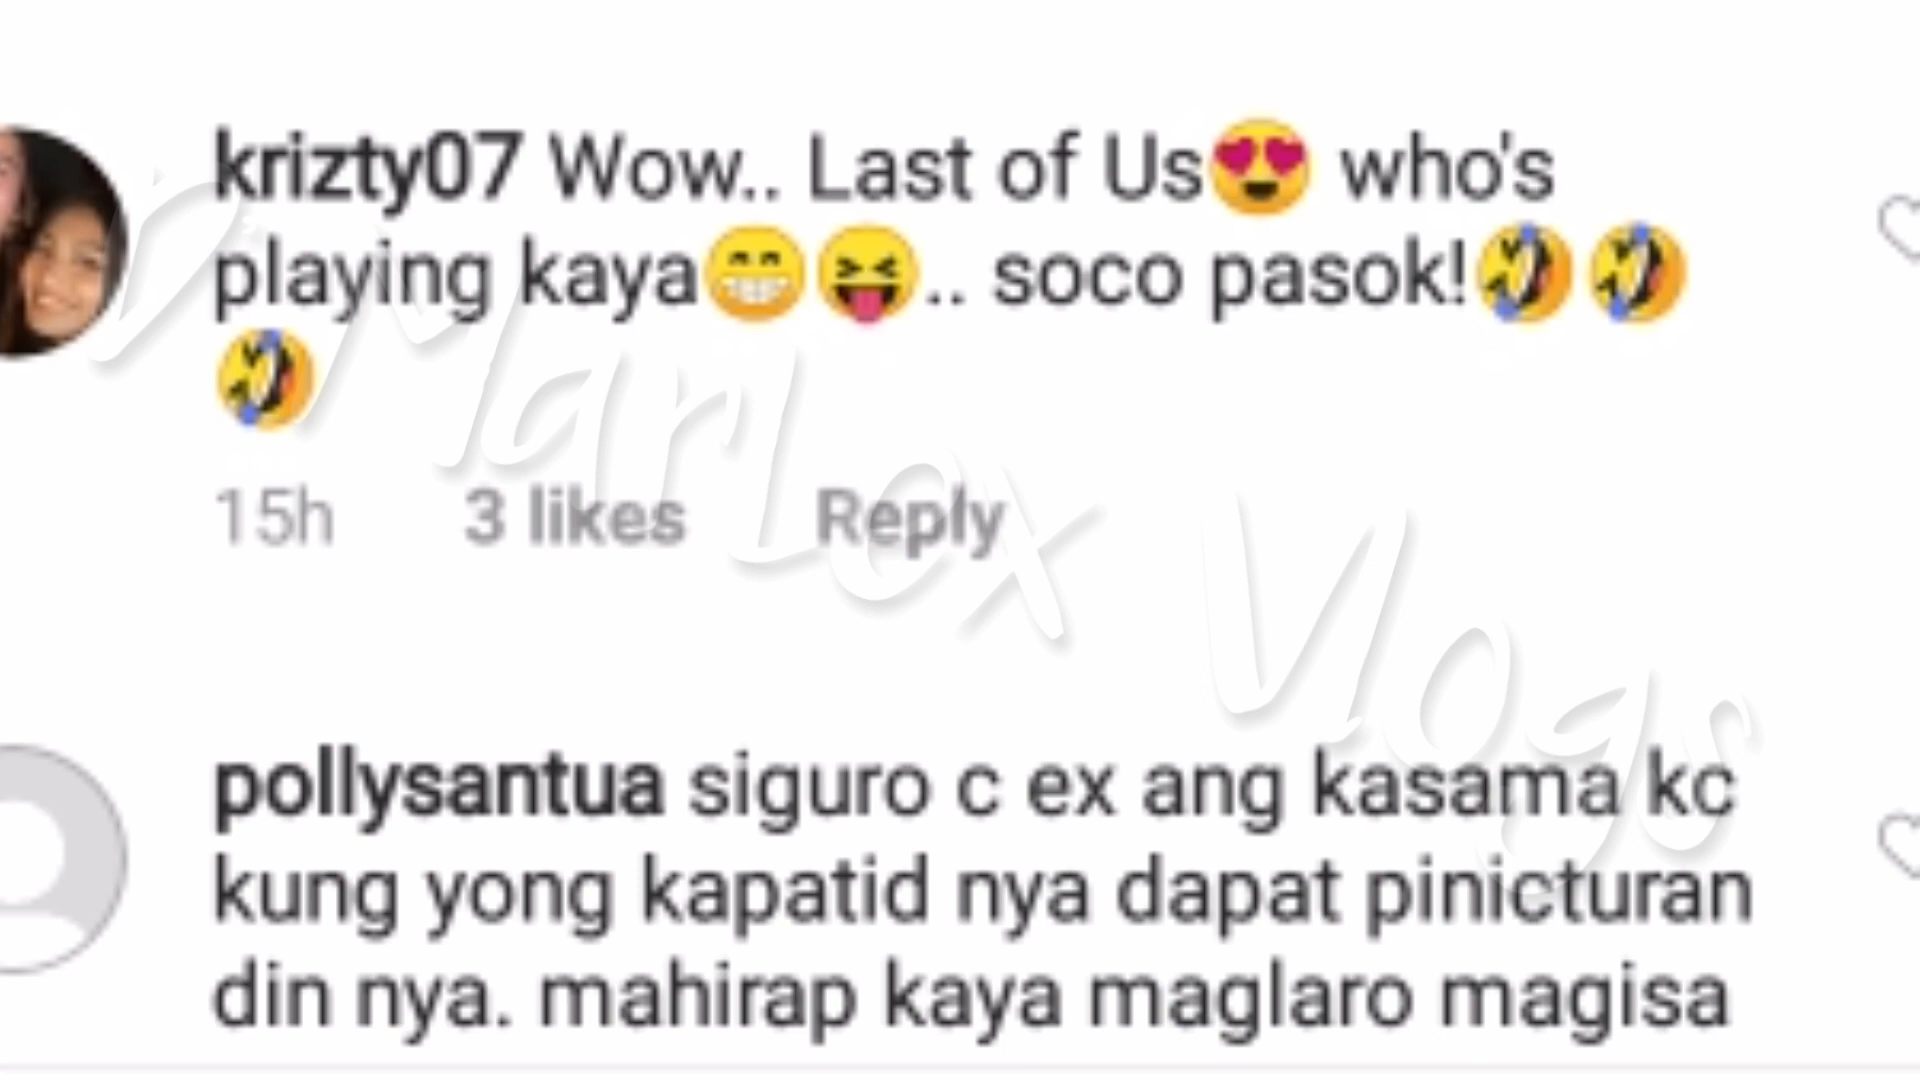 krizty07 Wow.. Last of Us😍 who's
playing kaya😁😝.. soco pasok!🤣🤣
🤣
15h 3 likes Reply
pollysantua siguro c ex ang kasama kc
kung yong kapatid nya dapat pinicturan
din nya. mahirap kaya maglaro magisa
D'MarLox Vlogs